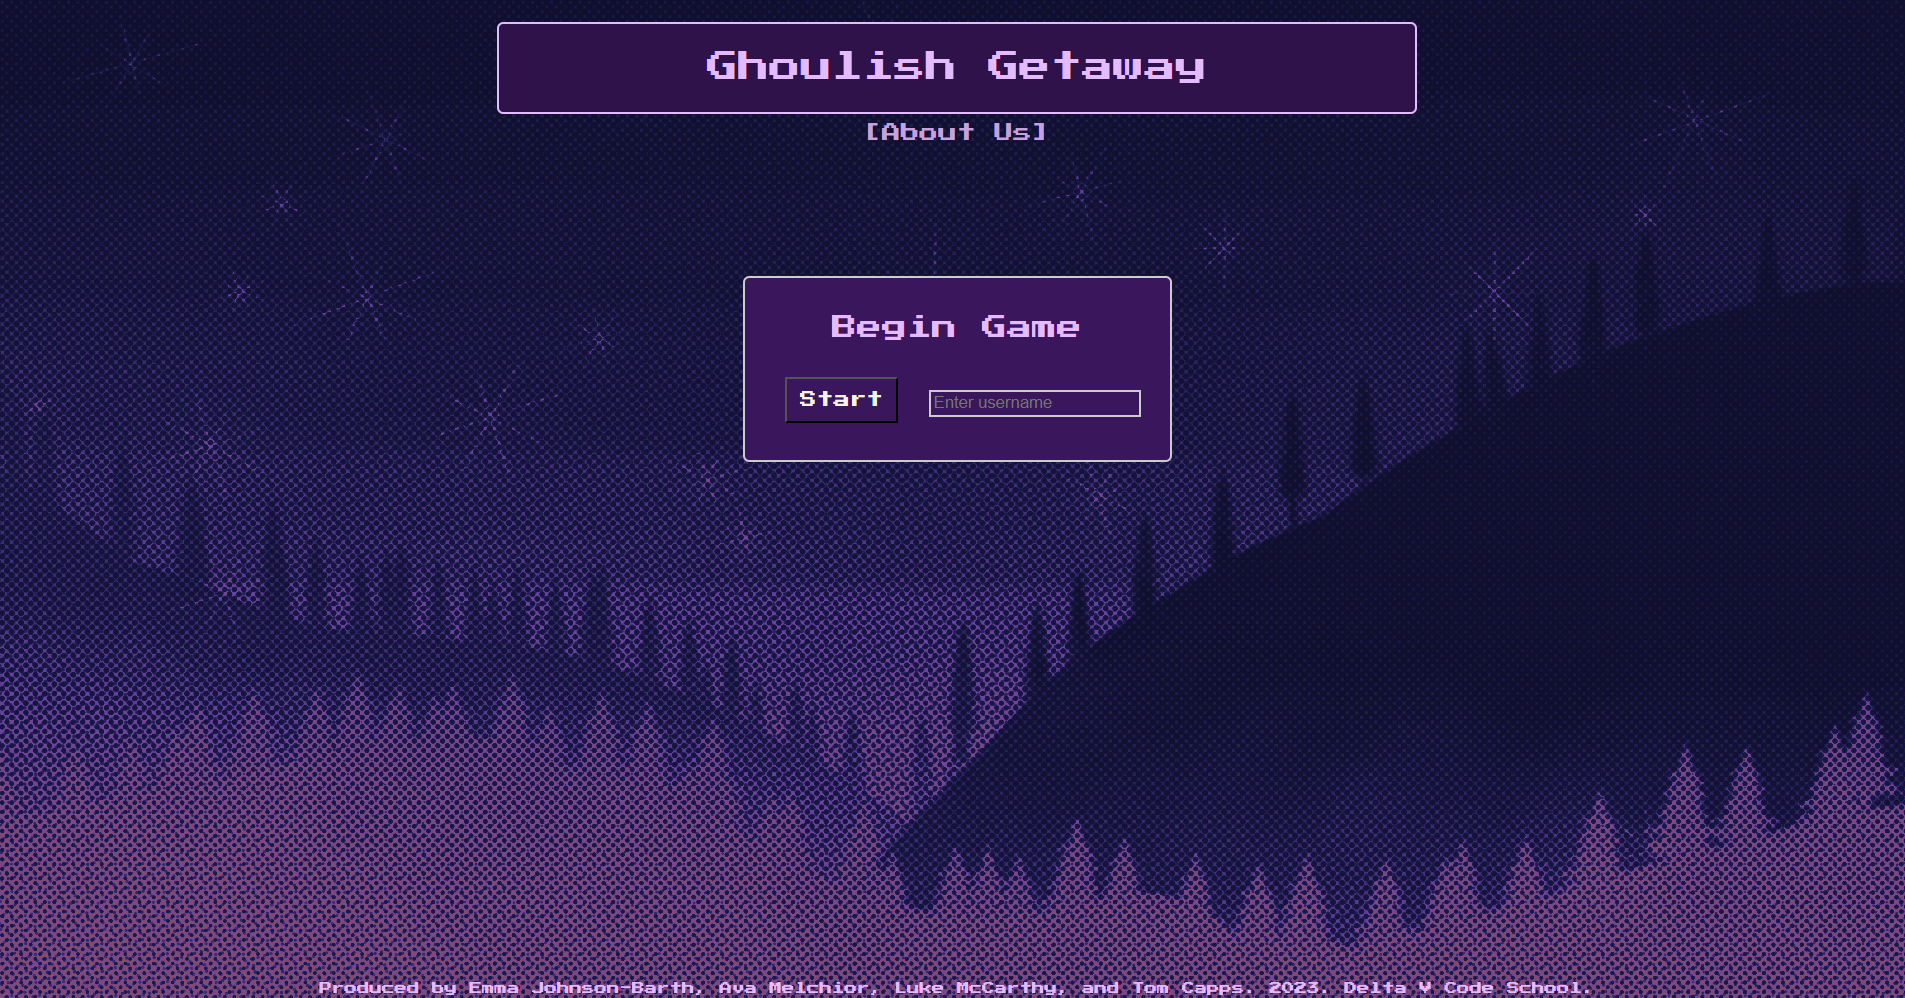 Ghoulish Getaway
[About Us]
Begin Game
Start
Enter username
Produced by Emma Johnson-Barth, Ava Melchior, Luke McCarthy, and Tom Capps. 2023. Delta V Code School.